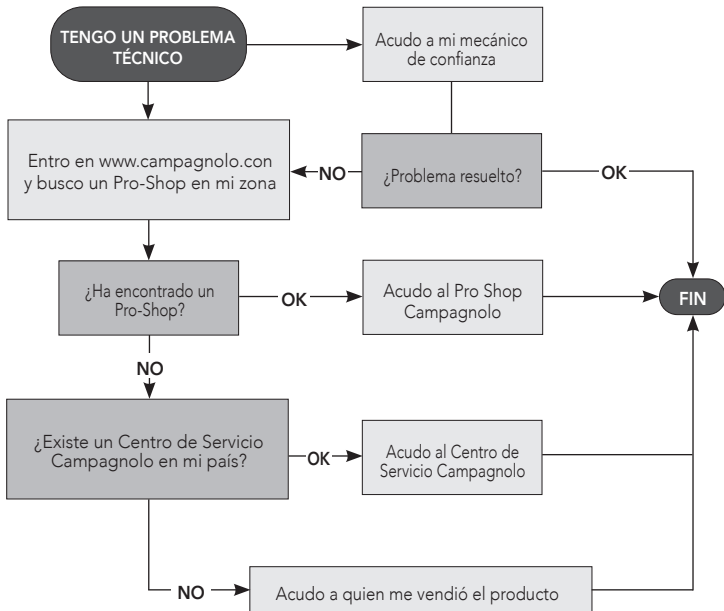 TENGO UN PROBLEMA
TÉCNICO
Acudo a mi mecánico
de confianza
Entro en www.campagnolo.con
y busco un Pro-Shop en mi zona
NO
¿Problema resuelto?
OK
¿Ha encontrado un
Pro-Shop?
OK
Acudo al Pro Shop
Campagnolo
FIN
NO
¿Existe un Centro de Servicio
Campagnolo en mi país?
OK
Acudo al Centro de
Servicio Campagnolo
NO
Acudo a quien me vendió el producto